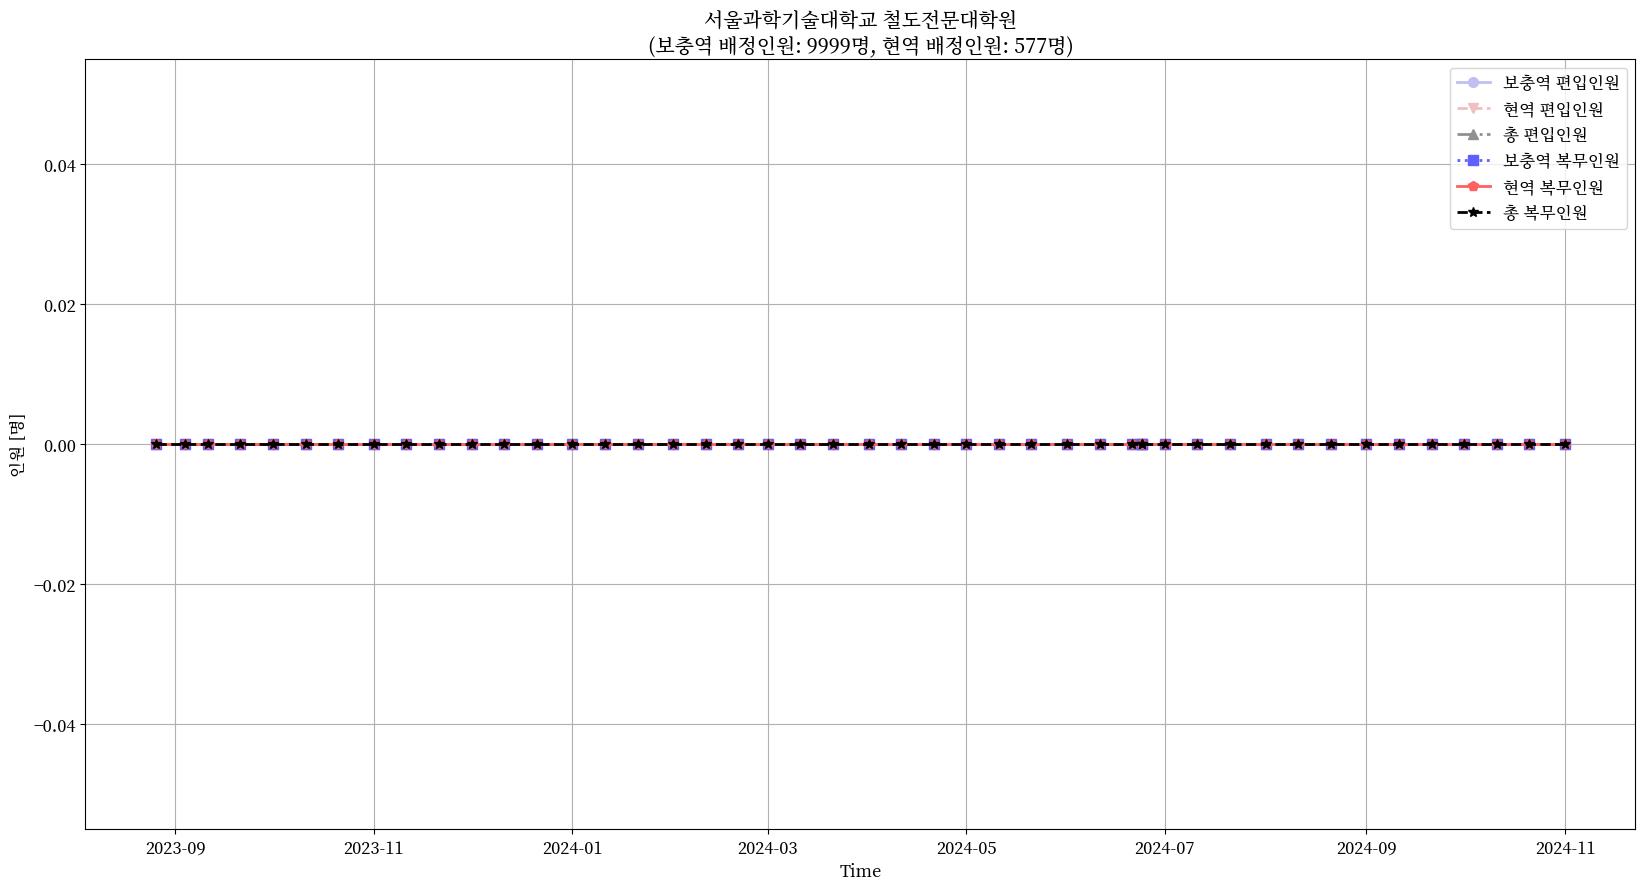 서울과학기술대학교 철도전문대학원
(보충역 배정인원: 9999명, 현역 배정인원: 577명)
보충역 편입인원
현역 편입인원
총 편입인원
보충역 복무인원
현역 복무인원
총 복무인원
인원 [명]
0.04
0.02
0.00
−0.02
−0.04
2023-09 2023-11 2024-01 2024-03 2024-05 2024-07 2024-09 2024-11
Time